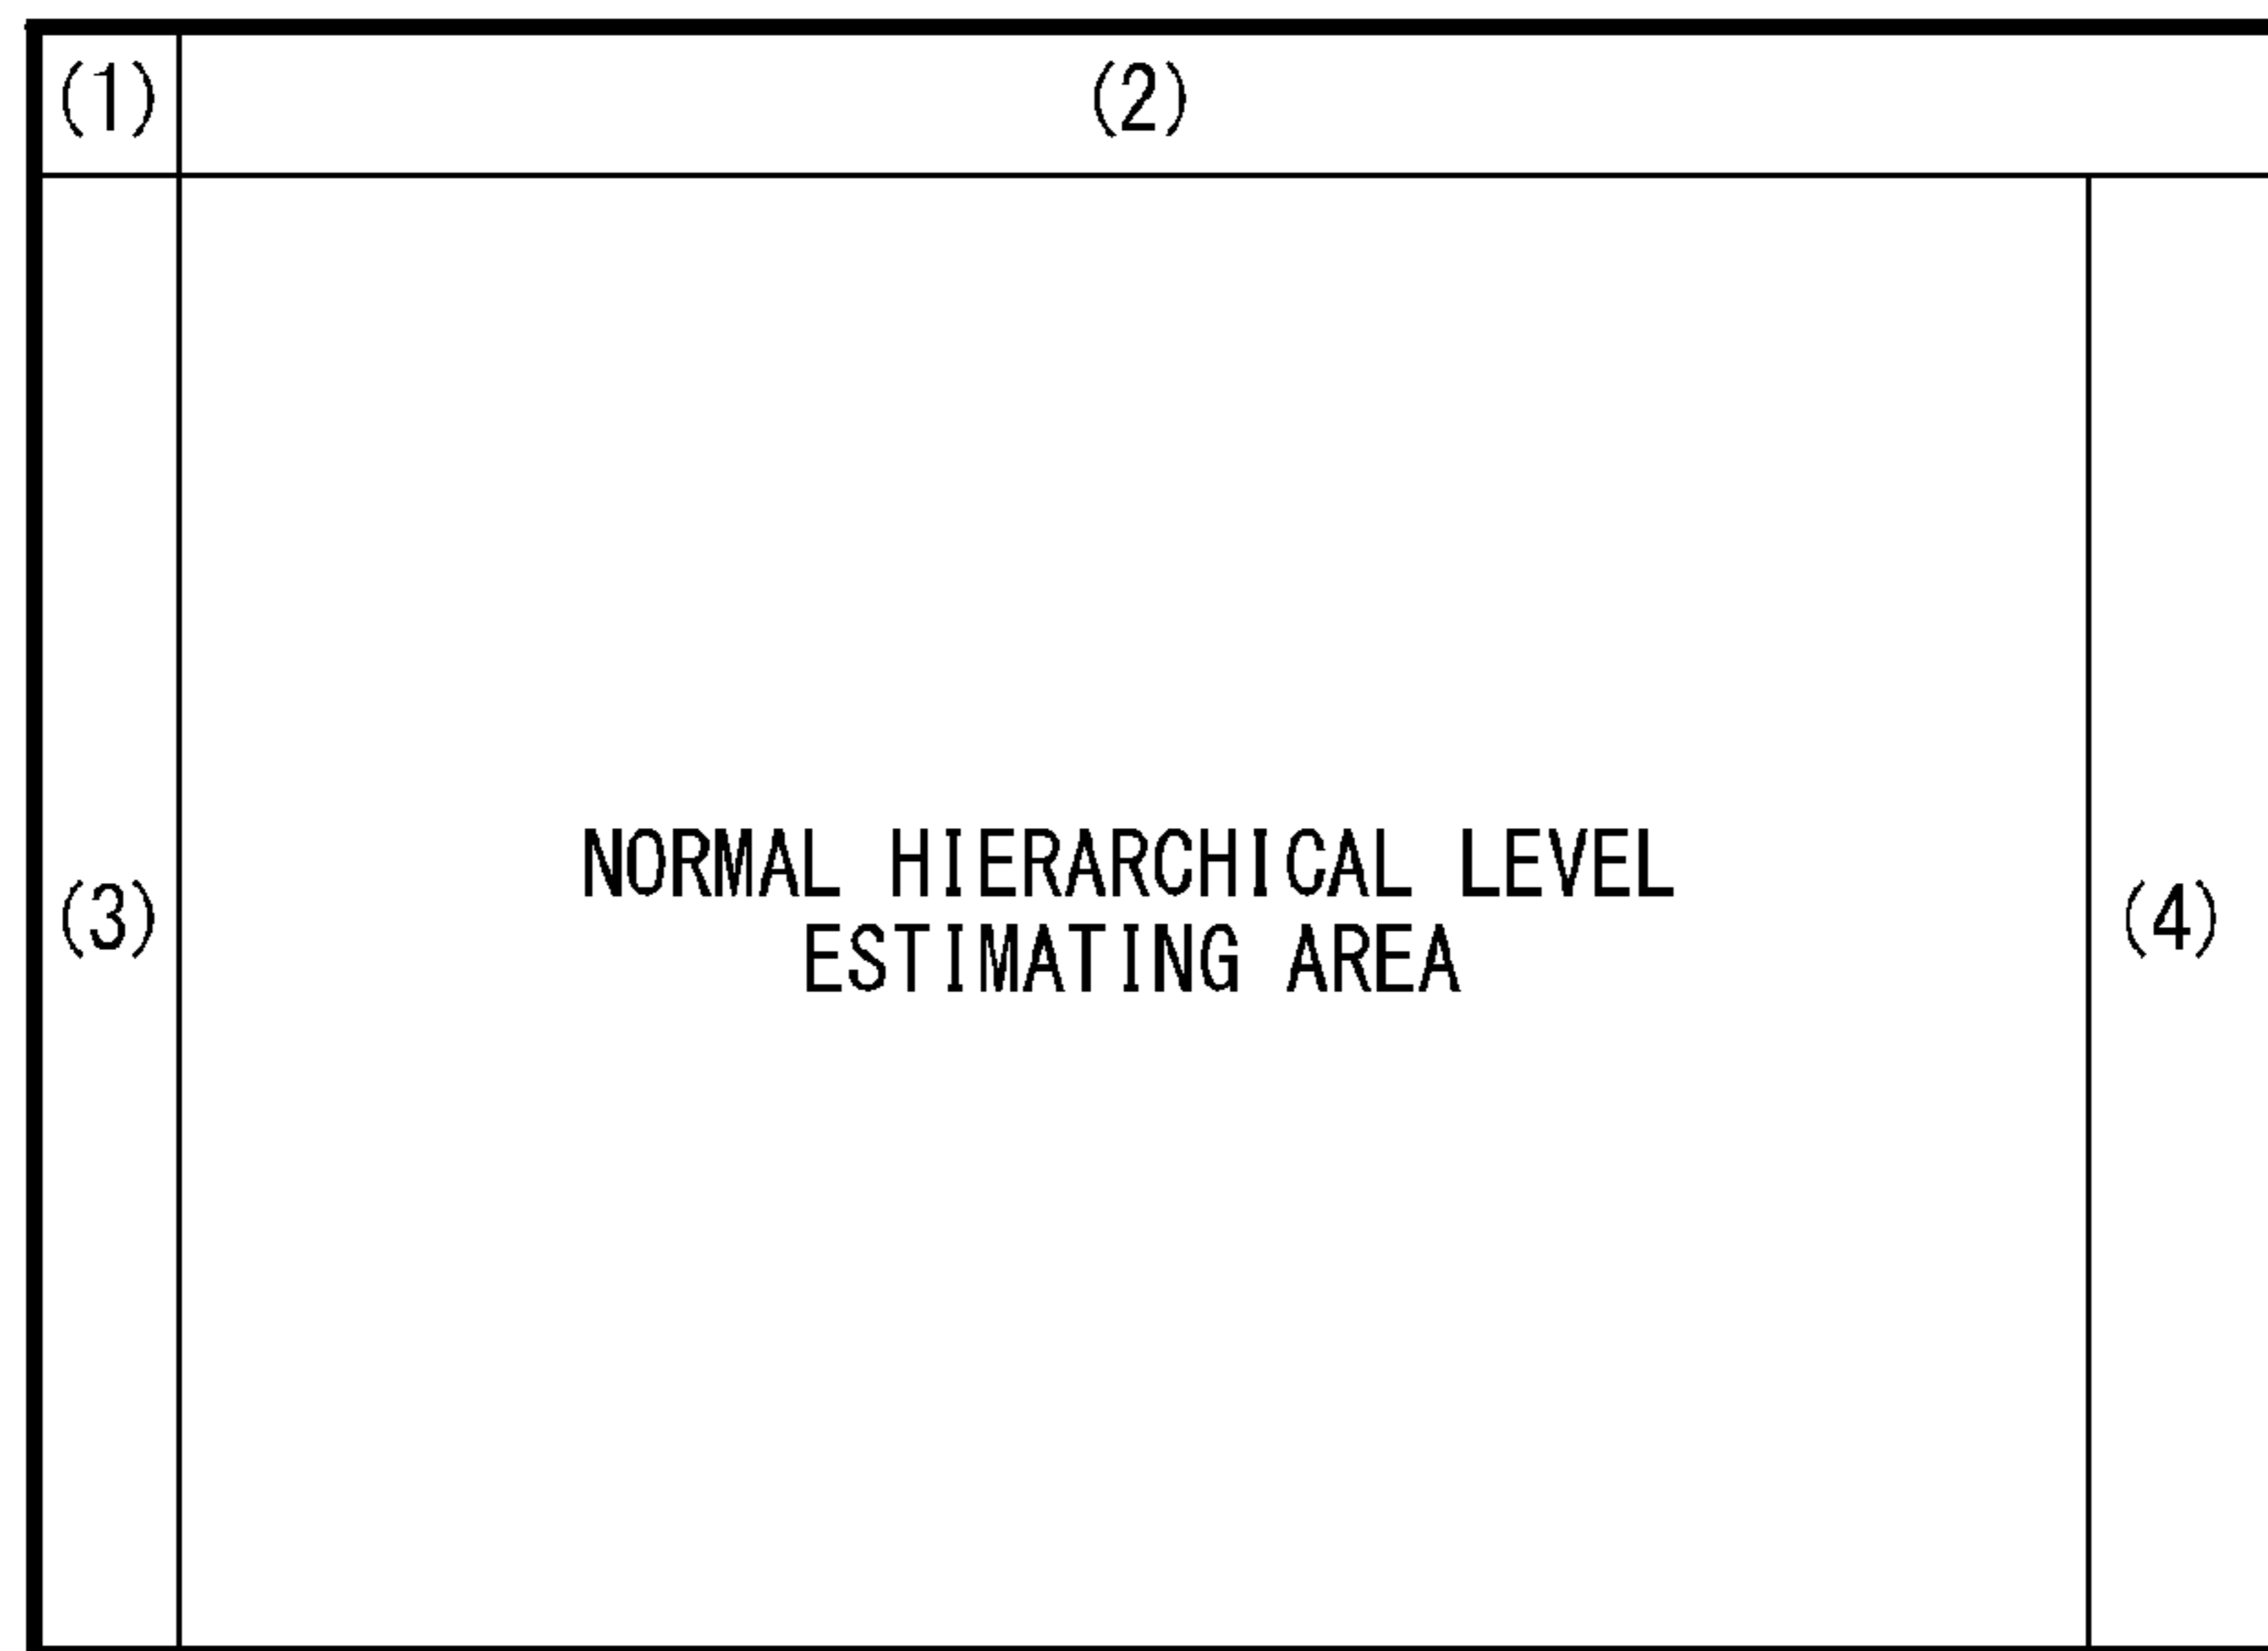 (1)
(2)
NORMAL HIERARCHICAL LEVEL
ESTIMATING AREA
(3)
(4)